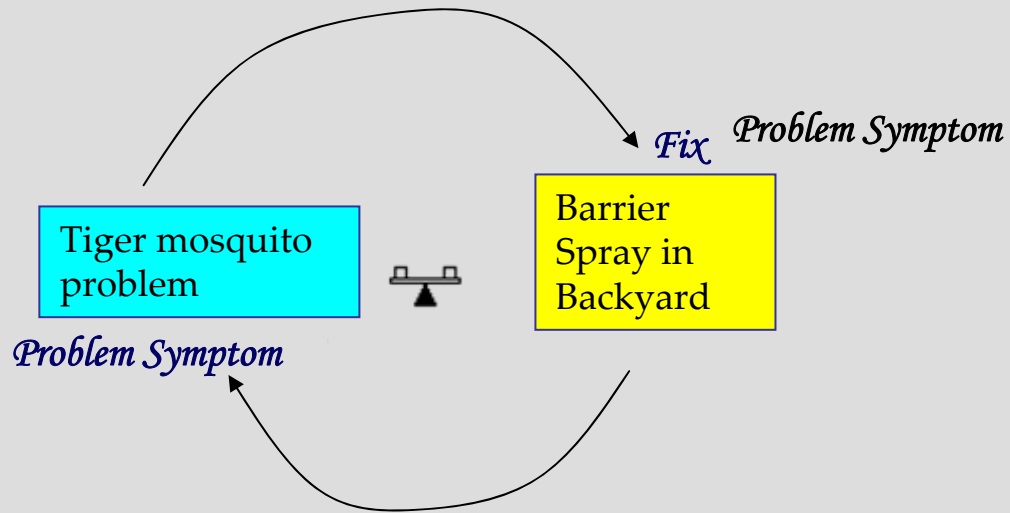 Fix
Problem Symptom
Tiger mosquito
problem
Barrier
Spray in
Backyard
Problem Symptom